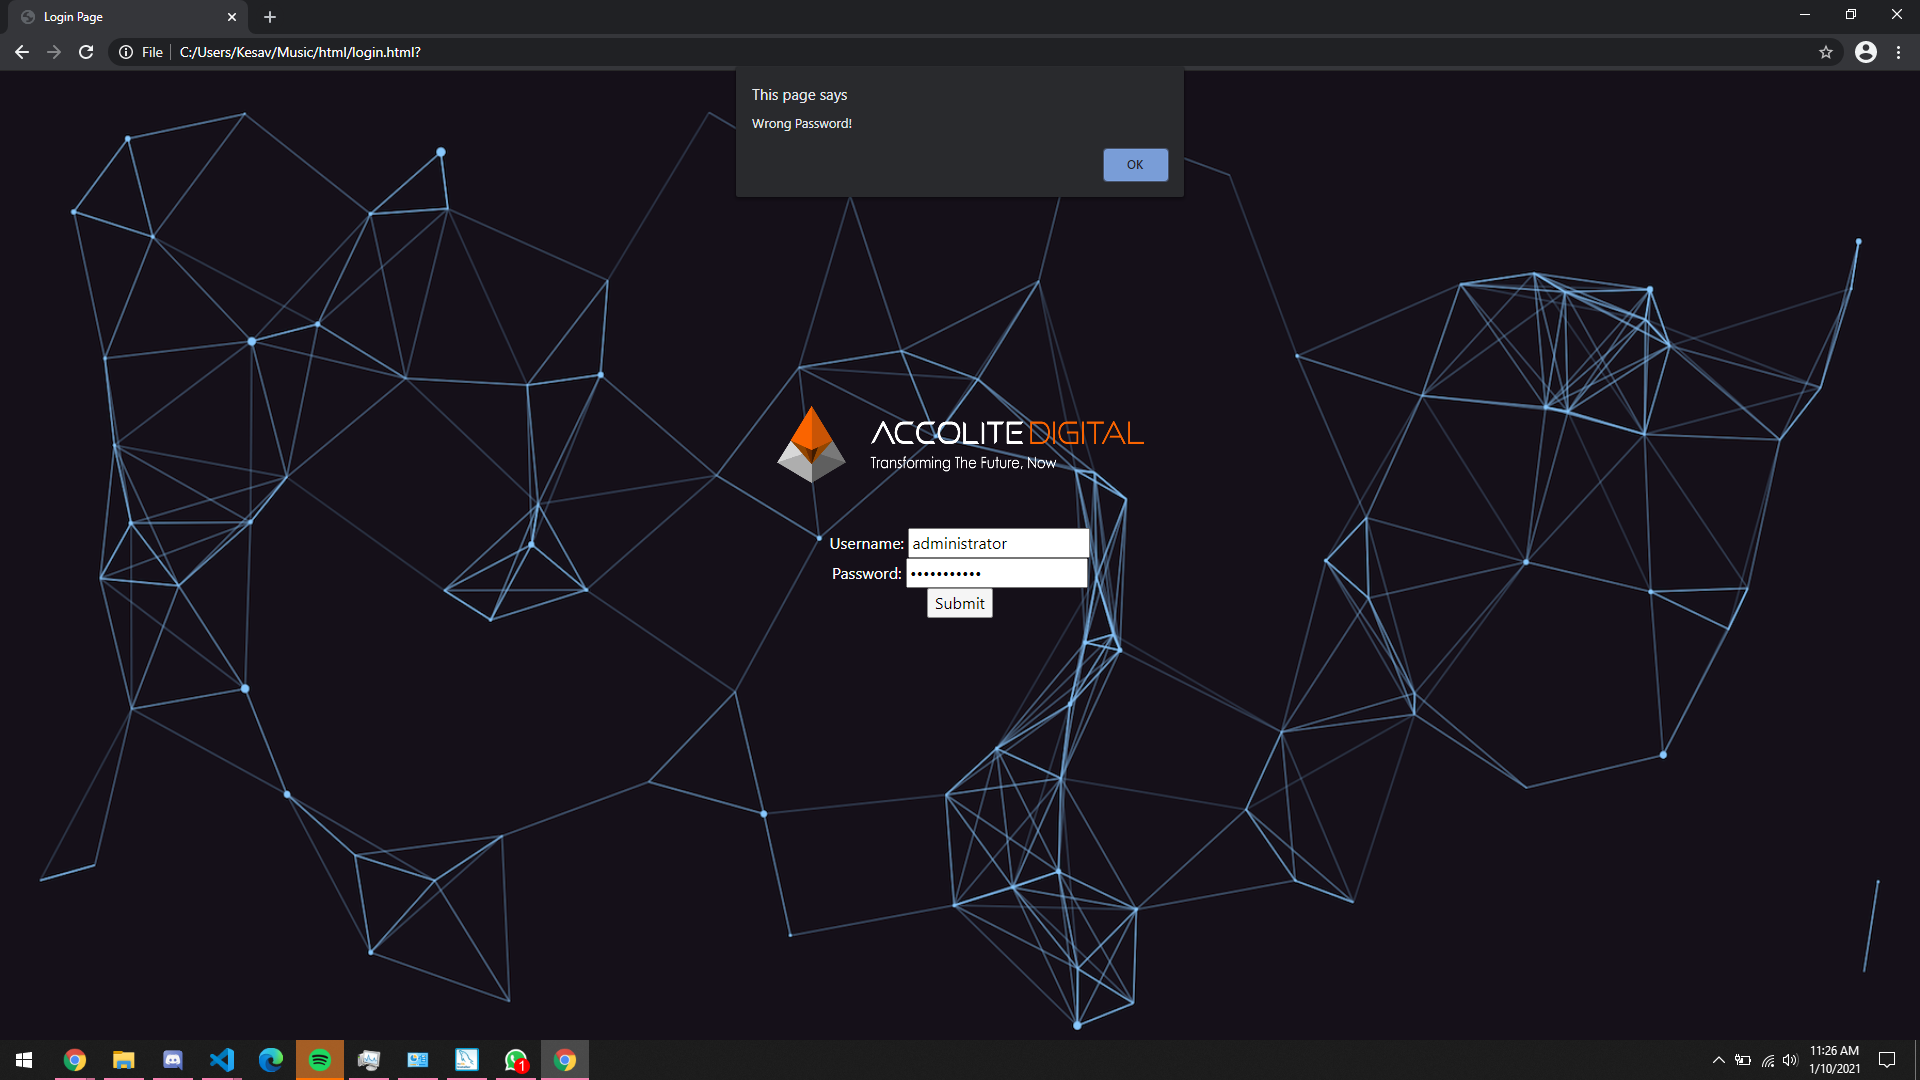 Login Page
File
C:/Users/Kesav/Music/html/login.html?
This page says
Wrong Password!
OK
ACCOLITE DIGITAL
Transforming The Future, Now
Username: administrator
Password: •••••••••••
Submit
1
11:26 AM
1/10/2021